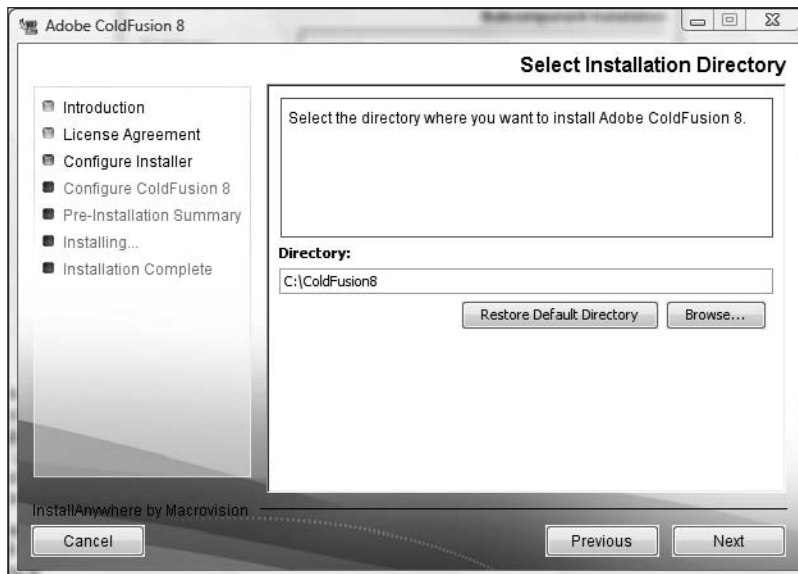 Adobe ColdFusion 8
Select Installation Directory
Introduction
License Agreement
Configure Installer
Configure ColdFusion 8
Pre-Installation Summary
Installing...
Installation Complete
Select the directory where you want to install Adobe ColdFusion 8.
Directory:
C:\ColdFusion8
Restore Default Directory
Browse...
InstallAnywhere by Macrovision
Cancel
Previous
Next